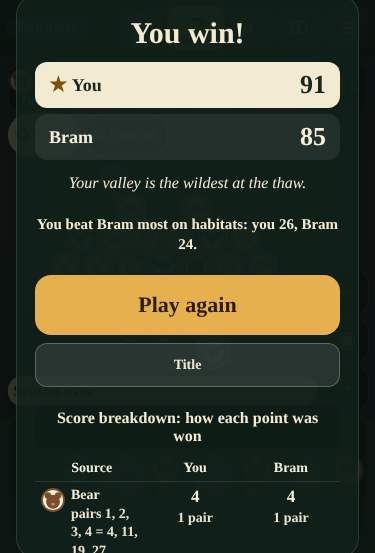 You win!
★ You 91
Bram 85
Your valley is the wildest at the thaw.
You beat Bram most on habitats: you 26, Bram
24.
Play again
Title
Score breakdown: how each point was
won
Source You Bram
Bear 4 4
pairs 1, 2, 1 pair 1 pair
3, 4 = 4, 11,
19, 27